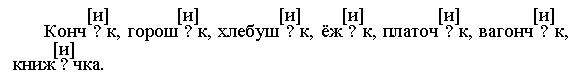 [и] [и] [и] [и] [и] [и]
Конч ? к, горош ? к, хлебуш ? к, ёж ? к, платоч ? к, вагонч ? к,
[и]
книж ? чка.